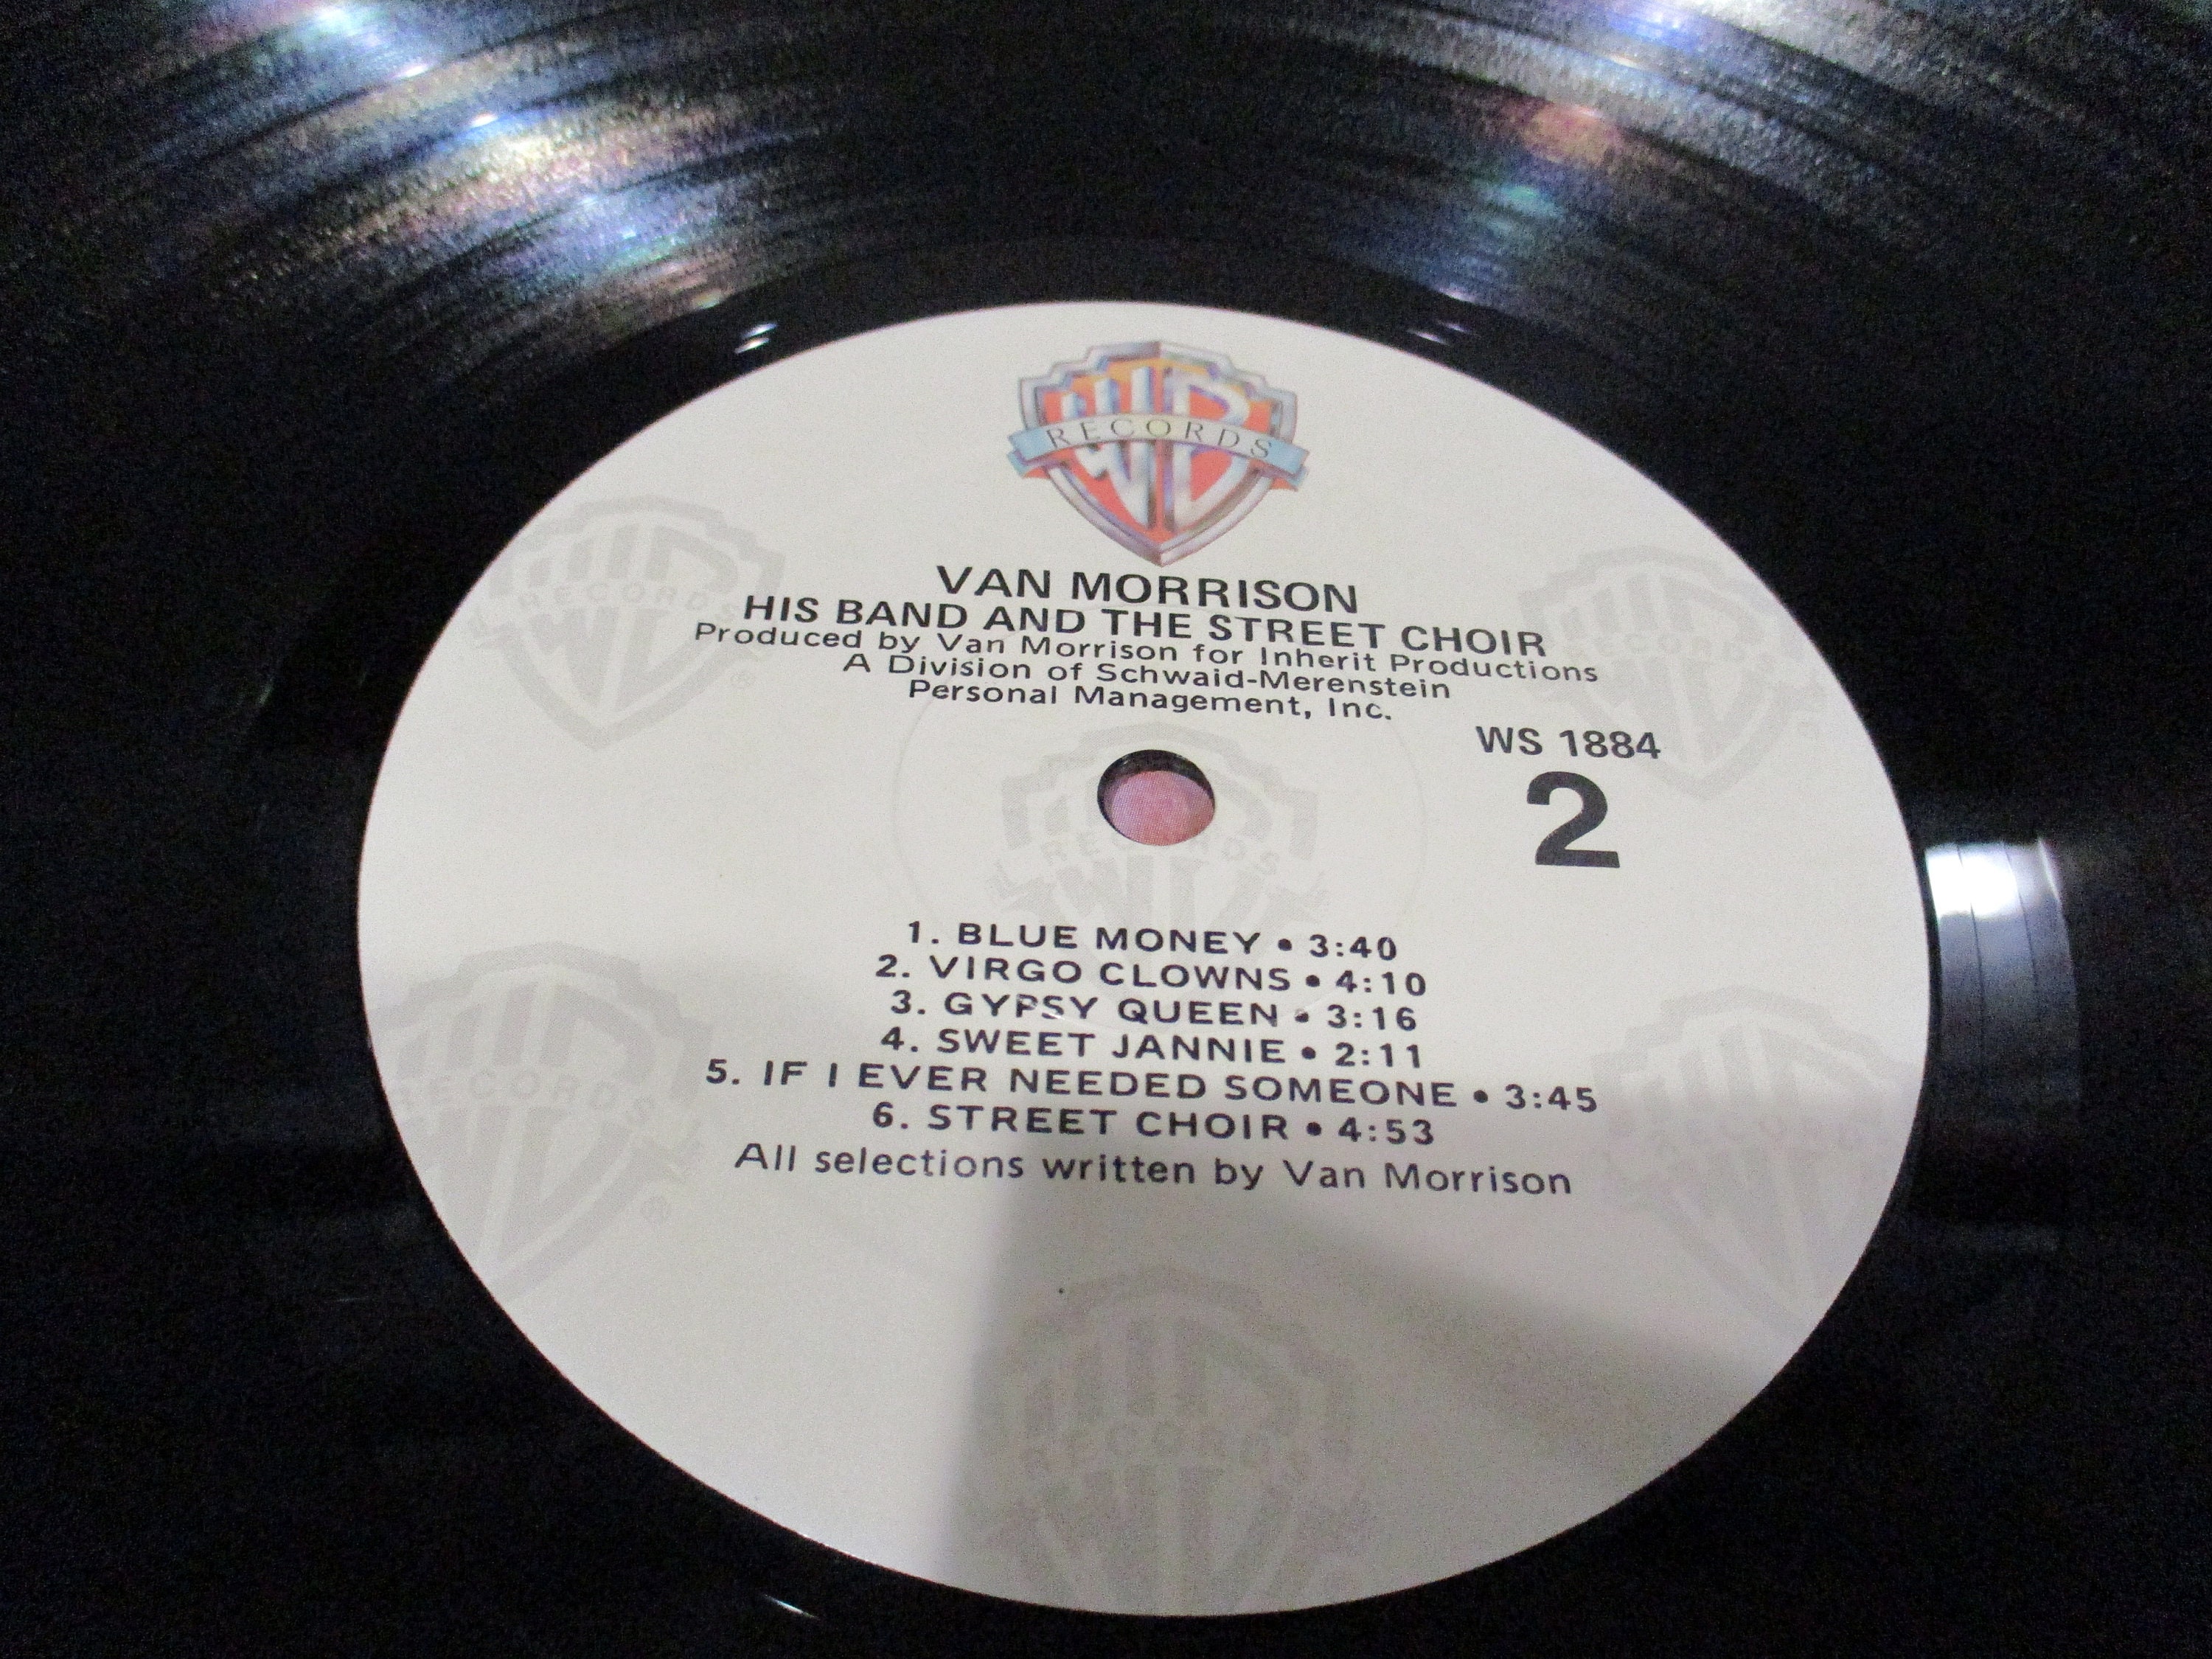 WB
RECORDS
VAN MORRISON
HIS BAND AND THE STREET CHOIR
Produced by Van Morrison for Inherit Productions
A Division of Schwaid-Merenstein
Personal Management, Inc.
WS 1884
2
1. BLUE MONEY • 3:40
2. VIRGO CLOWNS • 4:10
3. GYPSY QUEEN • 3:16
4. SWEET JANNIE • 2:11
5. IF I EVER NEEDED SOMEONE • 3:45
6. STREET CHOIR • 4:53
All selections written by Van Morrison